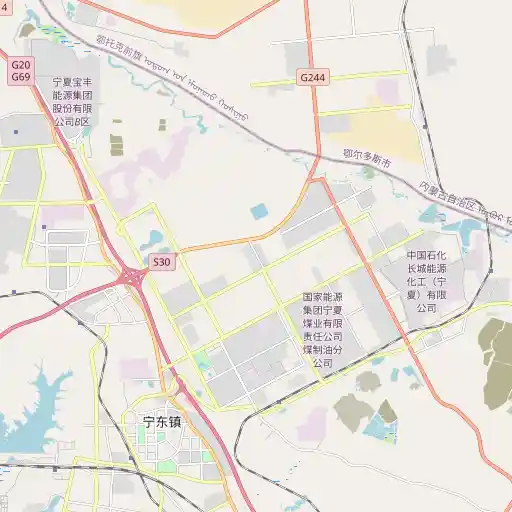 4
G20
G69
宁夏宝丰
能源集团
股份有限
公司B区
鄂托克前旗
G244
鄂尔多斯市
内蒙古自治区
S30
中国石化
长城能源
化工（宁
夏）有限
公司
国家能源
集团宁夏
煤业有限
责任公司
煤制油分
公司
宁东镇